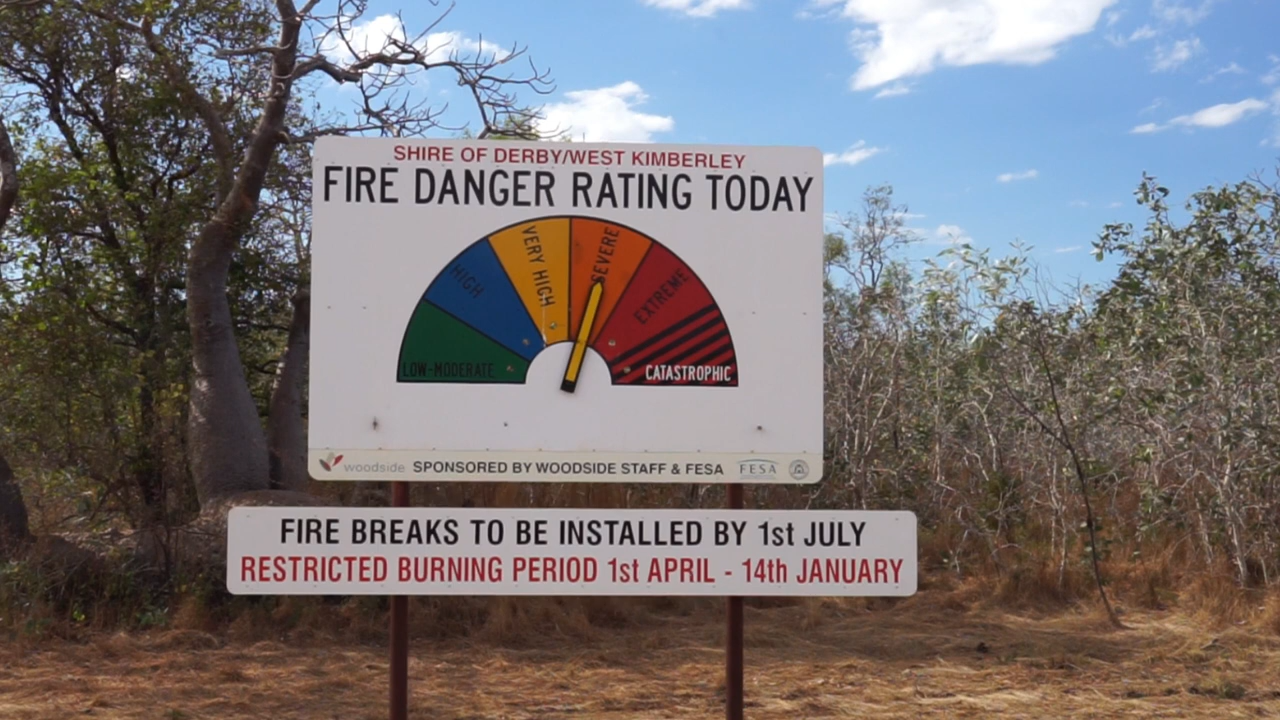 SHIRE OF DERBY/WEST KIMBERLEY
FIRE DANGER RATING TODAY
LOW-MODERATE
HIGH
VERY HIGH
SEVERE
EXTREME
CATASTROPHIC
woodside SPONSORED BY WOODSIDE STAFF & FESA FESA
FIRE BREAKS TO BE INSTALLED BY 1st JULY
RESTRICTED BURNING PERIOD 1st APRIL - 14th JANUARY